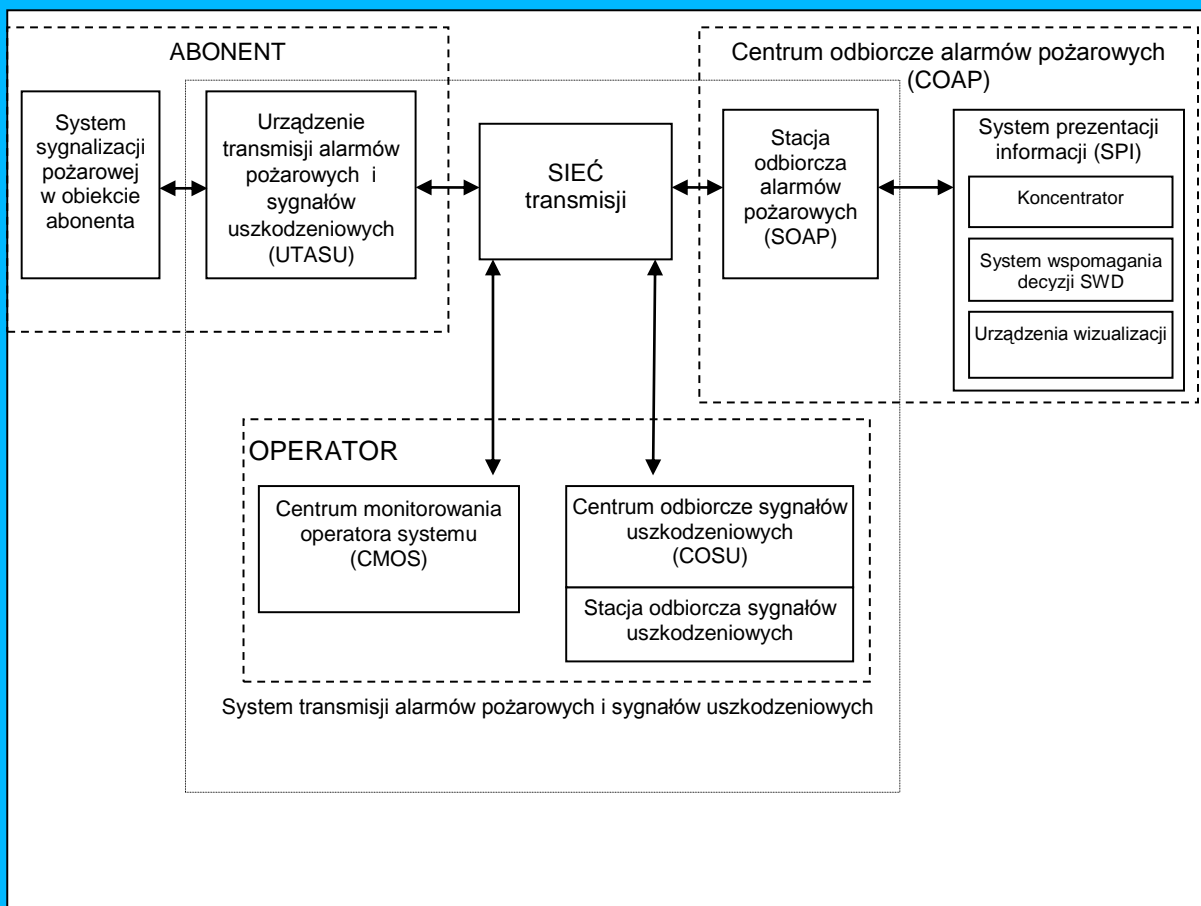 ABONENT
System
sygnalizacji
pożarowej
w obiekcie
abonenta
Urządzenie
transmisji alarmów
pożarowych i
sygnałów
uszkodzeniowych
(UTASU)
SIEĆ
transmisji
Centrum odbiorcze alarmów pożarowych
(COAP)
Stacja
odbiorcza
alarmów
pożarowych
(SOAP)
System prezentacji
informacji (SPI)
Koncentrator
System wspomagania
decyzji SWD
Urządzenia wizualizacji
OPERATOR
Centrum monitorowania
operatora systemu
(CMOS)
Centrum odbiorcze sygnałów
uszkodzeniowych
(COSU)
Stacja odbiorcza sygnałów
uszkodzeniowych
System transmisji alarmów pożarowych i sygnałów uszkodzeniowych